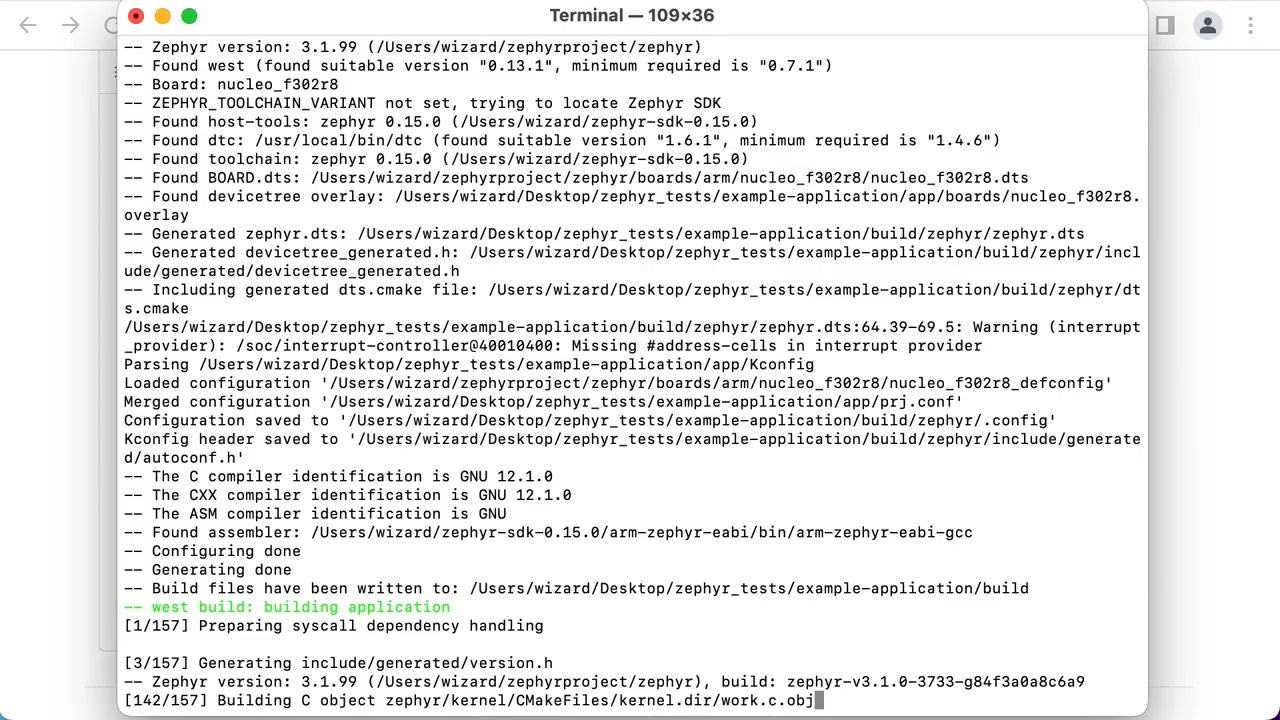 Terminal — 109×36
-- Zephyr version: 3.1.99 (/Users/wizard/zephyrproject/zephyr)
-- Found west (found suitable version "0.13.1", minimum required is "0.7.1")
-- Board: nucleo_f302r8
-- ZEPHYR_TOOLCHAIN_VARIANT not set, trying to locate Zephyr SDK
-- Found host-tools: zephyr 0.15.0 (/Users/wizard/zephyr-sdk-0.15.0)
-- Found dtc: /usr/local/bin/dtc (found suitable version "1.6.1", minimum required is "1.4.6")
-- Found toolchain: zephyr 0.15.0 (/Users/wizard/zephyr-sdk-0.15.0)
-- Found BOARD.dts: /Users/wizard/zephyrproject/zephyr/boards/arm/nucleo_f302r8/nucleo_f302r8.dts
-- Found devicetree overlay: /Users/wizard/Desktop/zephyr_tests/example-application/app/boards/nucleo_f302r8.
overlay
-- Generated zephyr.dts: /Users/wizard/Desktop/zephyr_tests/example-application/build/zephyr/zephyr.dts
-- Generated devicetree_generated.h: /Users/wizard/Desktop/zephyr_tests/example-application/build/zephyr/incl
ude/generated/devicetree_generated.h
-- Including generated dts.cmake file: /Users/wizard/Desktop/zephyr_tests/example-application/build/zephyr/dt
s.cmake
/Users/wizard/Desktop/zephyr_tests/example-application/build/zephyr/zephyr.dts:64.39-69.5: Warning (interrupt
_provider): /soc/interrupt-controller@40010400: Missing #address-cells in interrupt provider
Parsing /Users/wizard/Desktop/zephyr_tests/example-application/app/Kconfig
Loaded configuration '/Users/wizard/zephyrproject/zephyr/boards/arm/nucleo_f302r8/nucleo_f302r8_defconfig'
Merged configuration '/Users/wizard/Desktop/zephyr_tests/example-application/app/prj.conf'
Configuration saved to '/Users/wizard/Desktop/zephyr_tests/example-application/build/zephyr/.config'
Kconfig header saved to '/Users/wizard/Desktop/zephyr_tests/example-application/build/zephyr/include/generate
d/autoconf.h'
-- The C compiler identification is GNU 12.1.0
-- The CXX compiler identification is GNU 12.1.0
-- The ASM compiler identification is GNU
-- Found assembler: /Users/wizard/zephyr-sdk-0.15.0/arm-zephyr-eabi/bin/arm-zephyr-eabi-gcc
-- Configuring done
-- Generating done
-- Build files have been written to: /Users/wizard/Desktop/zephyr_tests/example-application/build
-- west build: building application
[1/157] Preparing syscall dependency handling
[3/157] Generating include/generated/version.h
-- Zephyr version: 3.1.99 (/Users/wizard/zephyrproject/zephyr), build: zephyr-v3.1.0-3733-g84f3a0a8c6a9
[142/157] Building C object zephyr/kernel/CMakeFiles/kernel.dir/work.c.obj